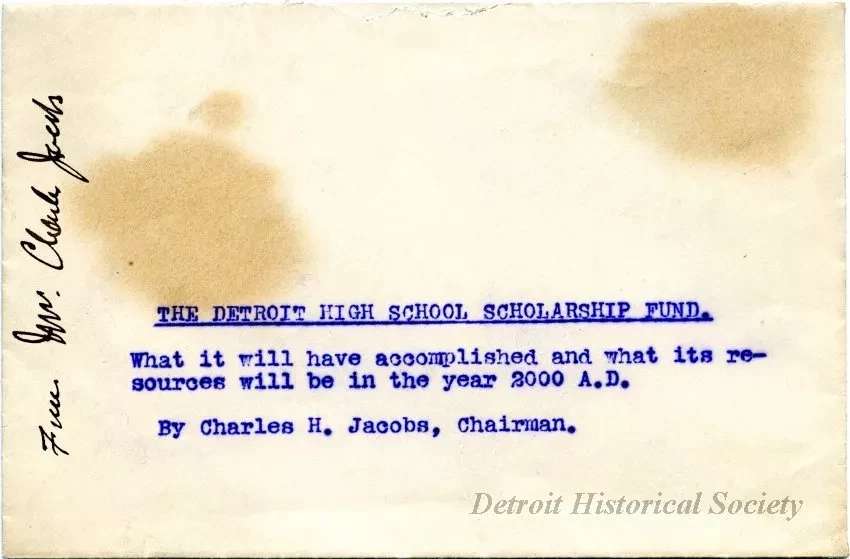 From Mr. Charles Jacobs
THE DETROIT HIGH SCHOOL SCHOLARSHIP FUND.
What it will have accomplished and what its re-
sources will be in the year 2000 A.D.
By Charles H. Jacobs, Chairman.
Detroit Historical Society